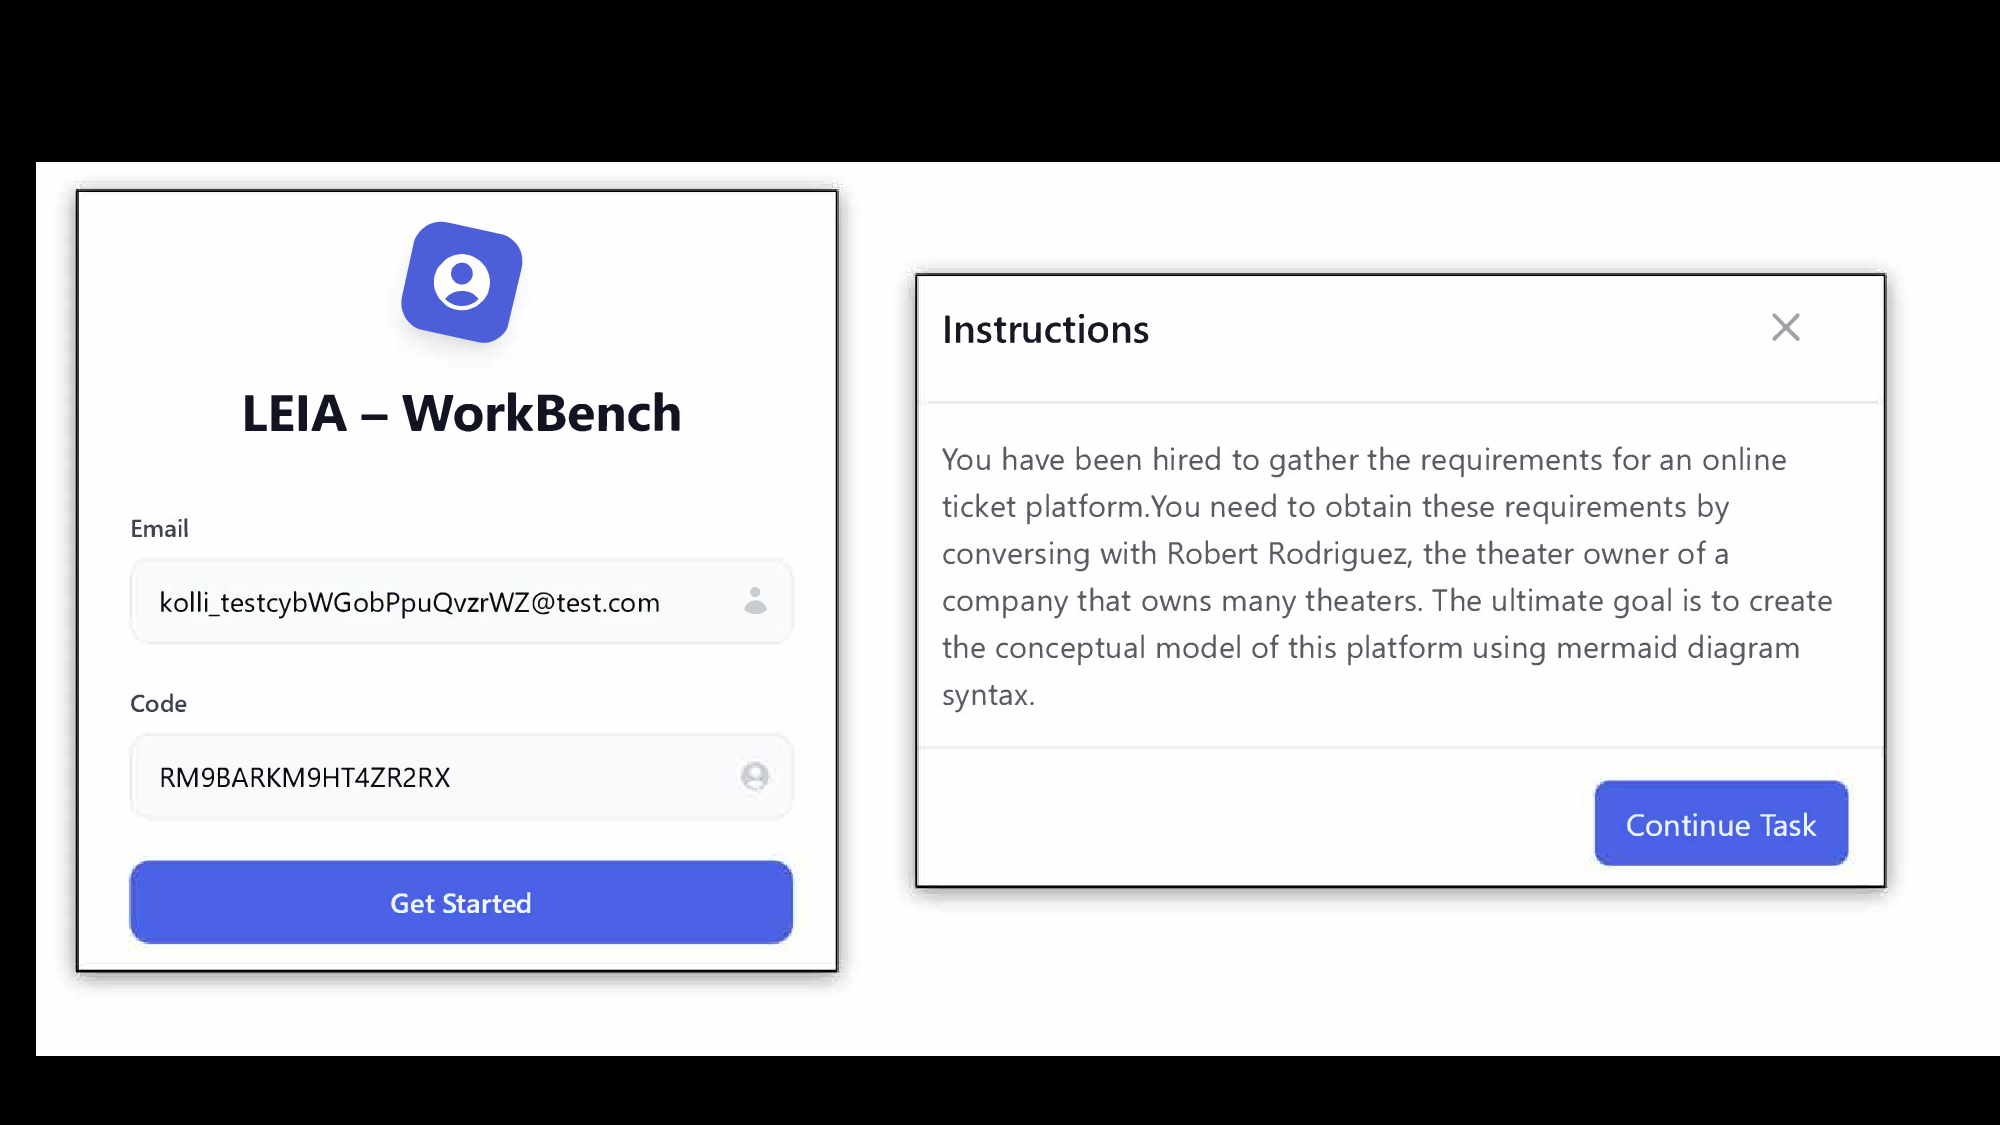 LEIA – WorkBench
Email
kolli_testcybWGobPpuQvzrWZ@test.com
Code
RM9BARKM9HT4ZR2RX
Get Started
Instructions
You have been hired to gather the requirements for an online
ticket platform.You need to obtain these requirements by
conversing with Robert Rodriguez, the theater owner of a
company that owns many theaters. The ultimate goal is to create
the conceptual model of this platform using mermaid diagram
syntax.
Continue Task